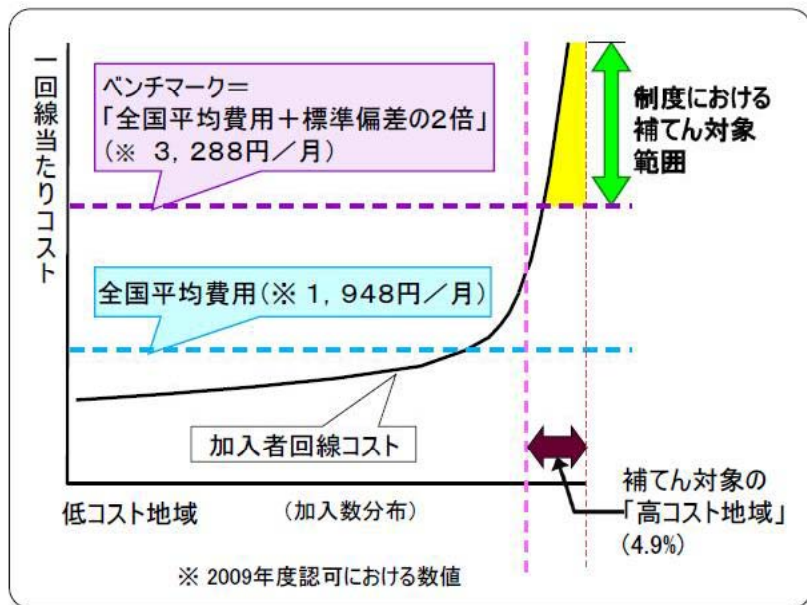 一回線当たりコスト
ベンチマーク＝
「全国平均費用＋標準偏差の2倍」
（※ 3，288円／月）
制度における
補てん対象
範囲
全国平均費用（※ 1，948円／月）
加入者回線コスト
低コスト地域
（加入数分布）
補てん対象の
「高コスト地域」
（4.9%）
※ 2009年度認可における数値